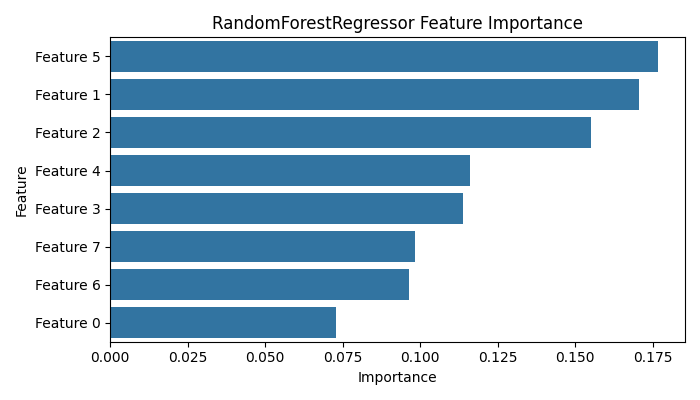 RandomForestRegressor Feature Importance
Feature
Feature 5
Feature 1
Feature 2
Feature 4
Feature 3
Feature 7
Feature 6
Feature 0
0.000 0.025 0.050 0.075 0.100 0.125 0.150 0.175
Importance